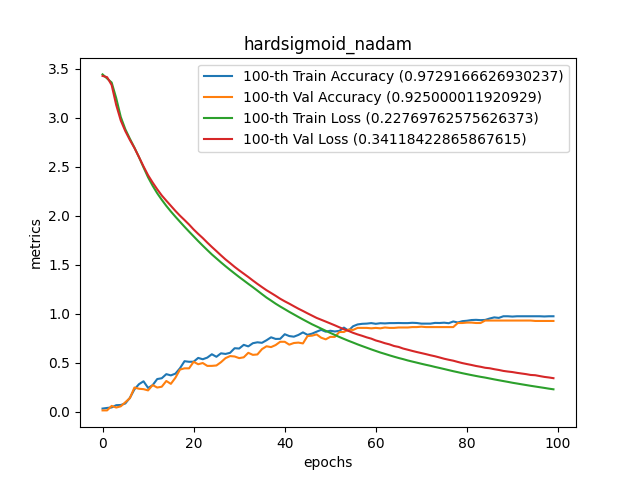 hardsigmoid_nadam
100-th Train Accuracy (0.9729166626930237)
100-th Val Accuracy (0.925000011920929)
100-th Train Loss (0.22769762575626373)
100-th Val Loss (0.34118422865867615)
3.5
3.0
2.5
2.0
1.5
1.0
0.5
0.0
metrics
0 20 40 60 80 100
epochs